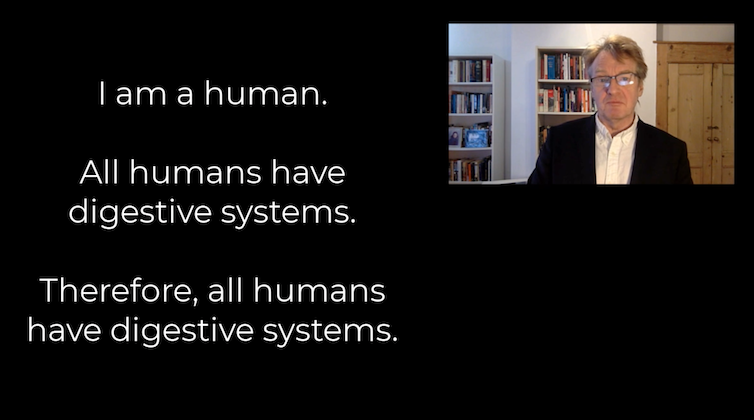 I am a human.
All humans have
digestive systems.
Therefore, all humans
have digestive systems.